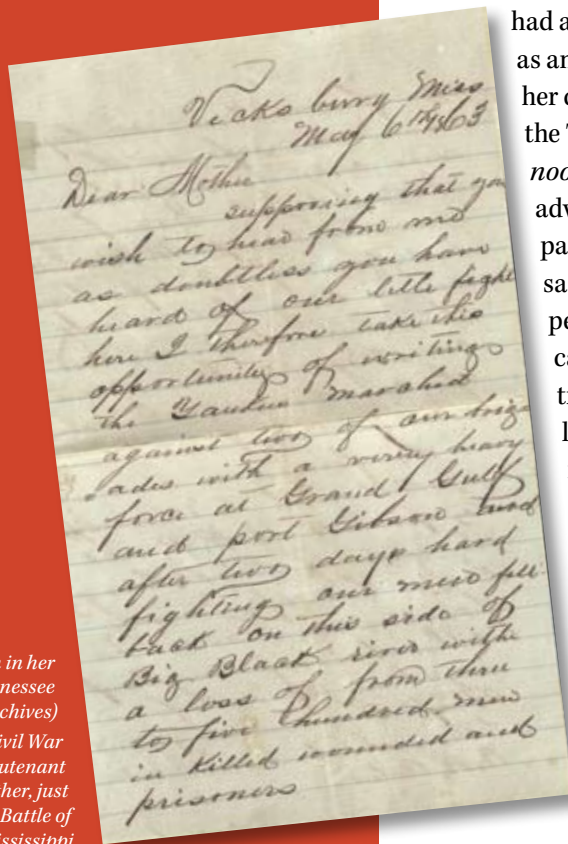 Vicksburg Miss
May 6th 1863
Dear Mother
supposing that you
wish to hear from me
as doubtless you have
heard of our little fight
here I therefore take this
opportunity of writing
the Yankees marched
against two of our brig
ades with a verry heavy
force at Grand Gulf
and port Gibson and
after two days hard
fighting our men fell
back on this side of
Big Black river with
a loss of from three
to five hundred men
in killed wounded and
prisoners
in her
nessee
chives)
ivil War
utenant
her, just
Battle of
ississippi
had a
as an
her
the
noo
adv
pa
sa
pe
ca
ti
l